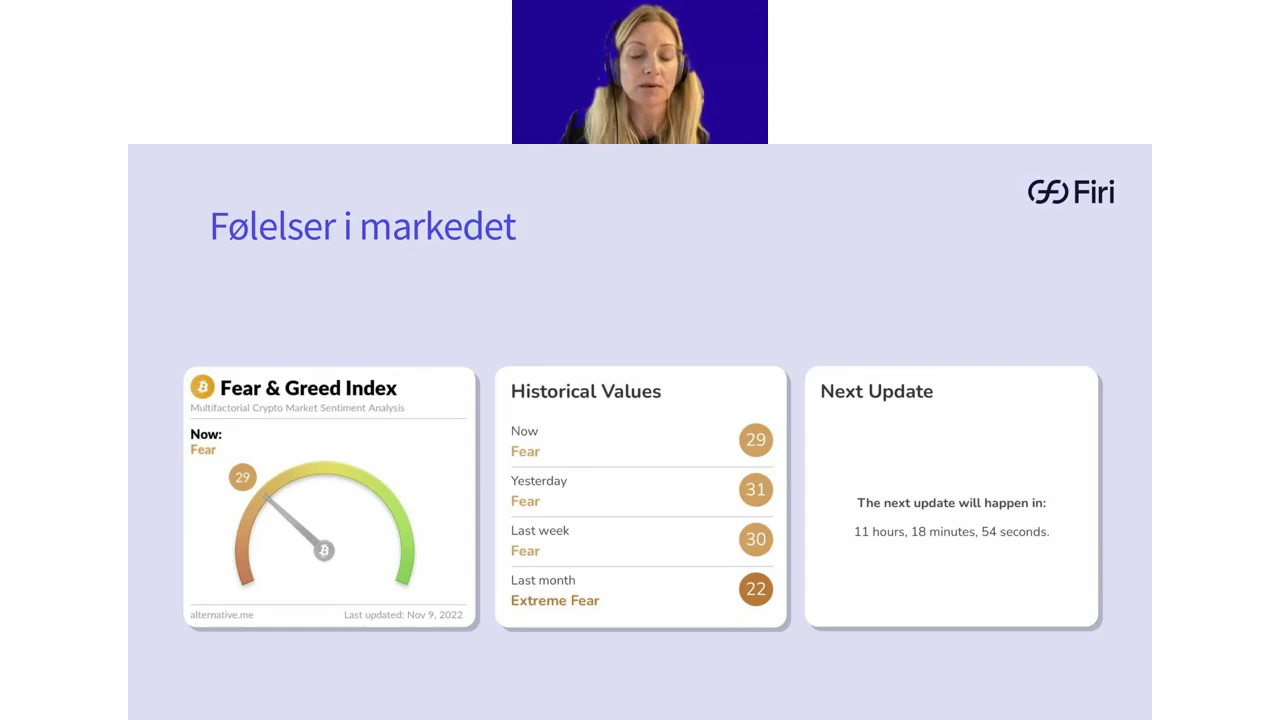 Firi
Følelser i markedet
Fear & Greed Index
Multifactorial Crypto Market Sentiment Analysis
Now:
Fear
29
alternative.me
Last updated: Nov 9, 2022
Historical Values
Now
Fear
29
Yesterday
Fear
31
Last week
Fear
30
Last month
Extreme Fear
22
Next Update
The next update will happen in:
11 hours, 18 minutes, 54 seconds.